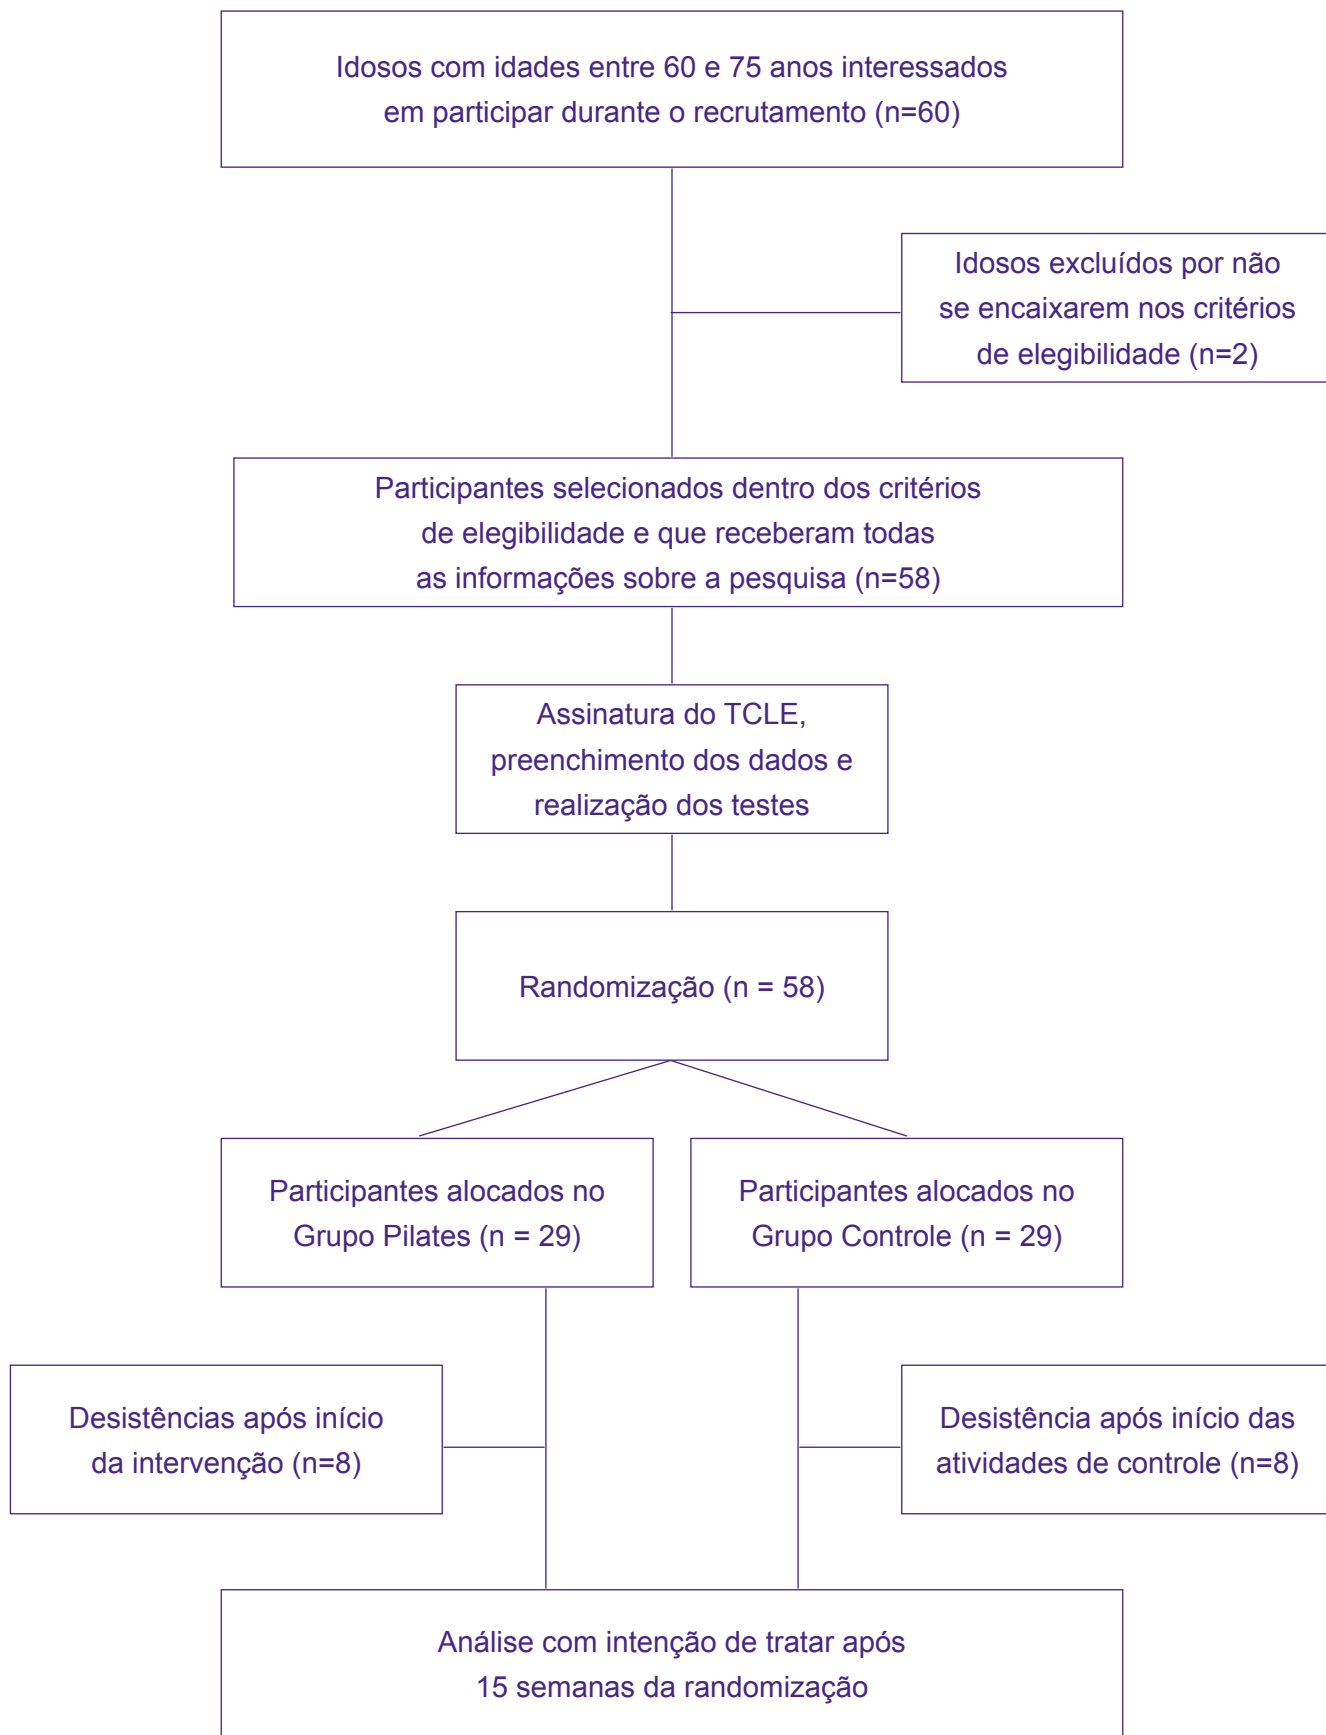 Idosos com idades entre 60 e 75 anos interessados
em participar durante o recrutamento (n=60)
Idosos excluídos por não
se encaixarem nos critérios
de elegibilidade (n=2)
Participantes selecionados dentro dos critérios
de elegibilidade e que receberam todas
as informações sobre a pesquisa (n=58)
Assinatura do TCLE,
preenchimento dos dados e
realização dos testes
Randomização (n = 58)
Participantes alocados no
Grupo Pilates (n = 29)
Participantes alocados no
Grupo Controle (n = 29)
Desistências após início
da intervenção (n=8)
Desistência após início das
atividades de controle (n=8)
Análise com intenção de tratar após
15 semanas da randomização